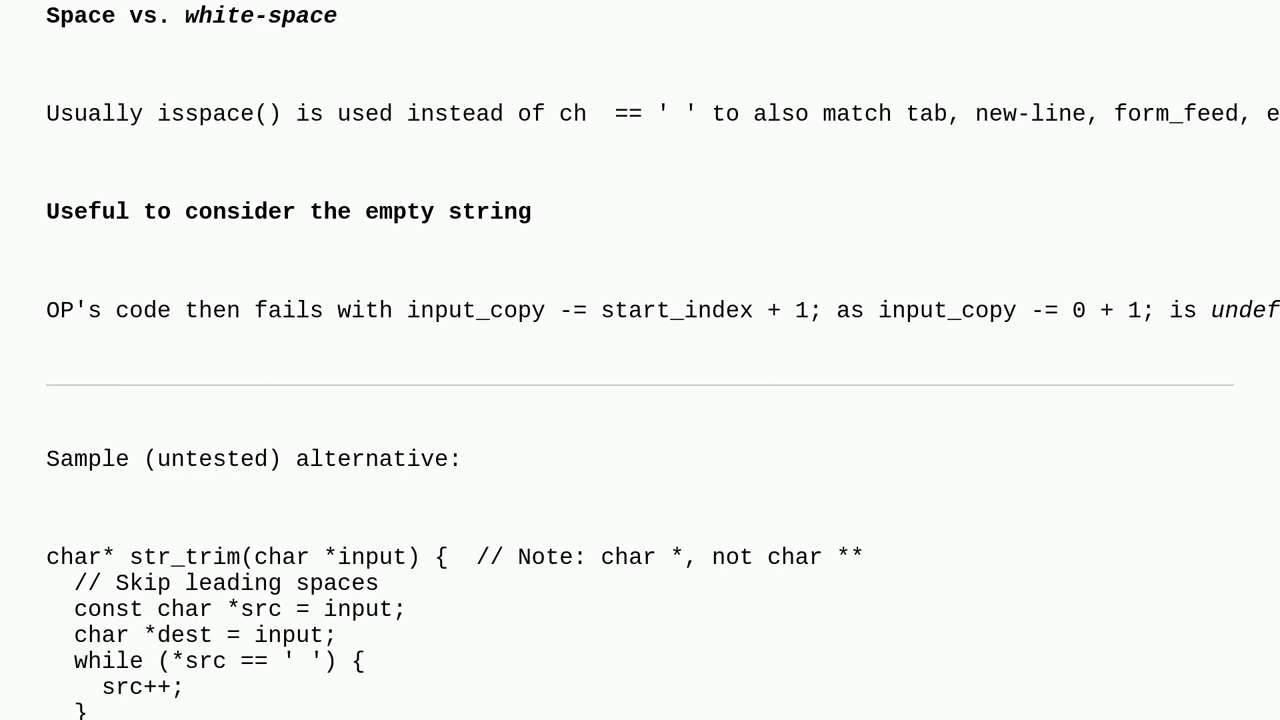 Space vs. white-space
Usually isspace() is used instead of ch  == ' ' to also match tab, new-line, form_feed,
Useful to consider the empty string
OP's code then fails with input_copy -= start_index + 1; as input_copy -= 0 + 1; is
Sample (untested) alternative:
char* str_trim(char *input) {  // Note: char *, not char **
  // Skip leading spaces
  const char *src = input;
  char *dest = input;
  while (*src == ' ') {
    src++;
  }